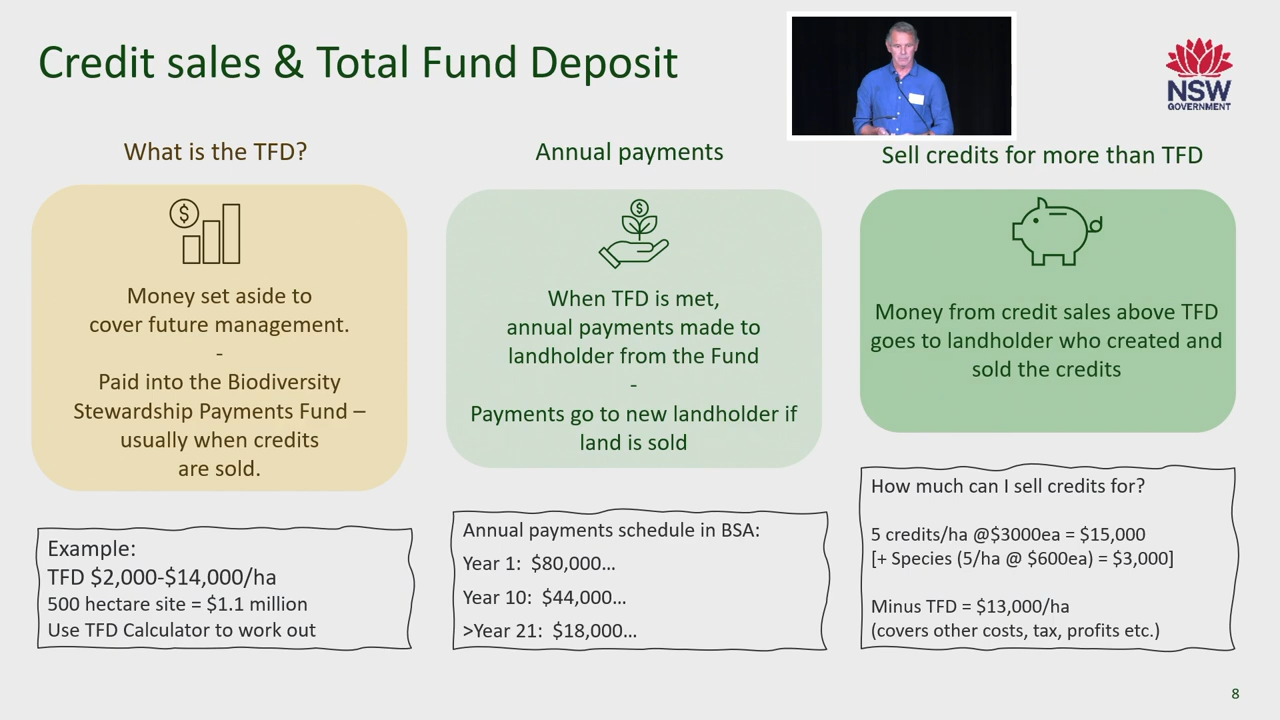 Credit sales & Total Fund Deposit
NSW
GOVERNMENT
What is the TFD?
$
Money set aside to
cover future management.
-
Paid into the Biodiversity
Stewardship Payments Fund –
usually when credits
are sold.
Example:
TFD $2,000-$14,000/ha
500 hectare site = $1.1 million
Use TFD Calculator to work out
Annual payments
$
When TFD is met,
annual payments made to
landholder from the Fund
-
Payments go to new landholder if
land is sold
Annual payments schedule in BSA:
Year 1:  $80,000…
Year 10:  $44,000…
>Year 21:  $18,000…
Sell credits for more than TFD
Money from credit sales above TFD
goes to landholder who created and
sold the credits
How much can I sell credits for?
5 credits/ha @$3000ea = $15,000
[+ Species (5/ha @ $600ea) = $3,000]
Minus TFD = $13,000/ha
(covers other costs, tax, profits etc.)
8